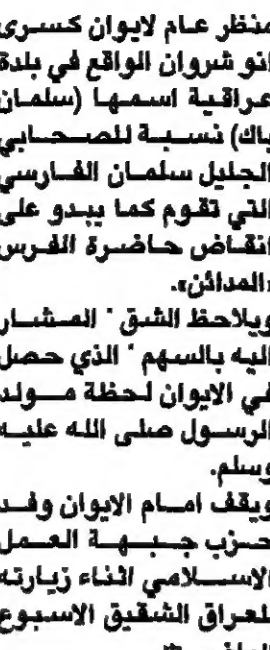 منظر عام لايوان كسرى
انو شروان الواقع في بلدة
عراقية اسمها (سلمان
باك) نسبة للصحابي
الجليل سلمان الفارسي
التي تقوم كما يبدو على
انقاض حاضرة الفرس
«المدائن».
ويلاحظ الشق " المشار
اليه بالسهم " الذي حصل
في الايوان لحظة مولد
الرسول صلى الله عليه
وسلم.
ويقف امام الايوان وفد
حزب جبهة العمل
الاسلامي اثناء زيارته
للعراق الشقيق الاسبوع